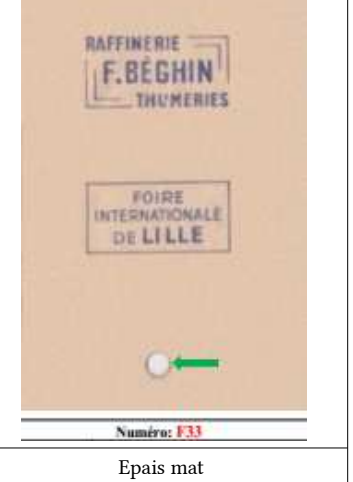 RAFFINERIE
F.BÉGHIN
THUMERIES
FOIRE
INTERNATIONALE
DE LILLE
Numéro: F33
Epais mat